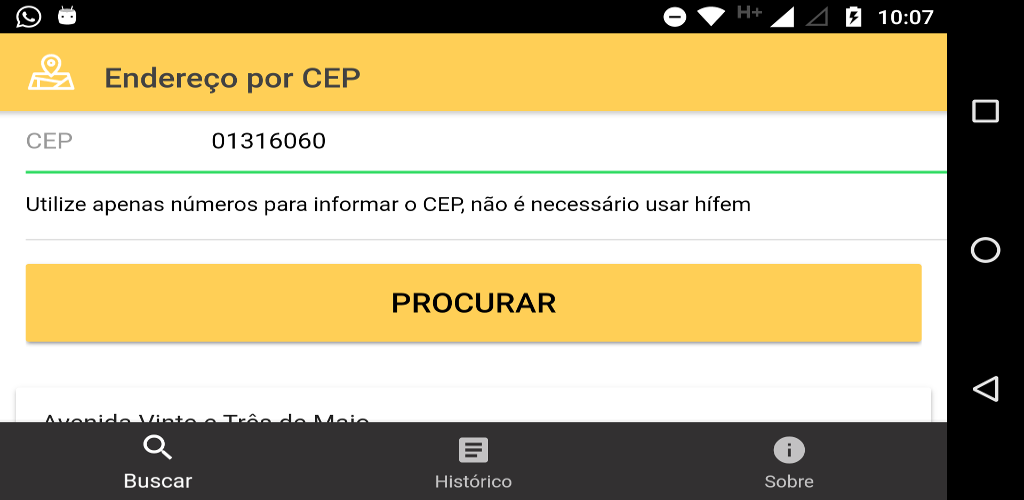 H+ 10:07
Endereço por CEP
CEP 01316060
Utilize apenas números para informar o CEP, não é necessário usar hífem
PROCURAR
Avenida Vinte e Três de Maio
Buscar Histórico Sobre